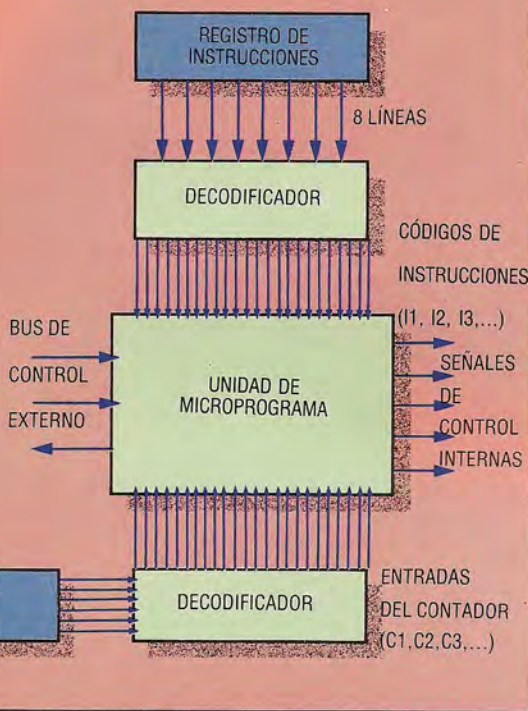 REGISTRO DE
INSTRUCCIONES
8 LÍNEAS
DECODIFICADOR
CÓDIGOS DE
INSTRUCCIONES
(I1, I2, I3,...)
BUS DE
CONTROL
EXTERNO
UNIDAD DE
MICROPROGRAMA
SEÑALES
DE
CONTROL
INTERNAS
DECODIFICADOR
ENTRADAS
DEL CONTADOR
(C1,C2,C3,...)